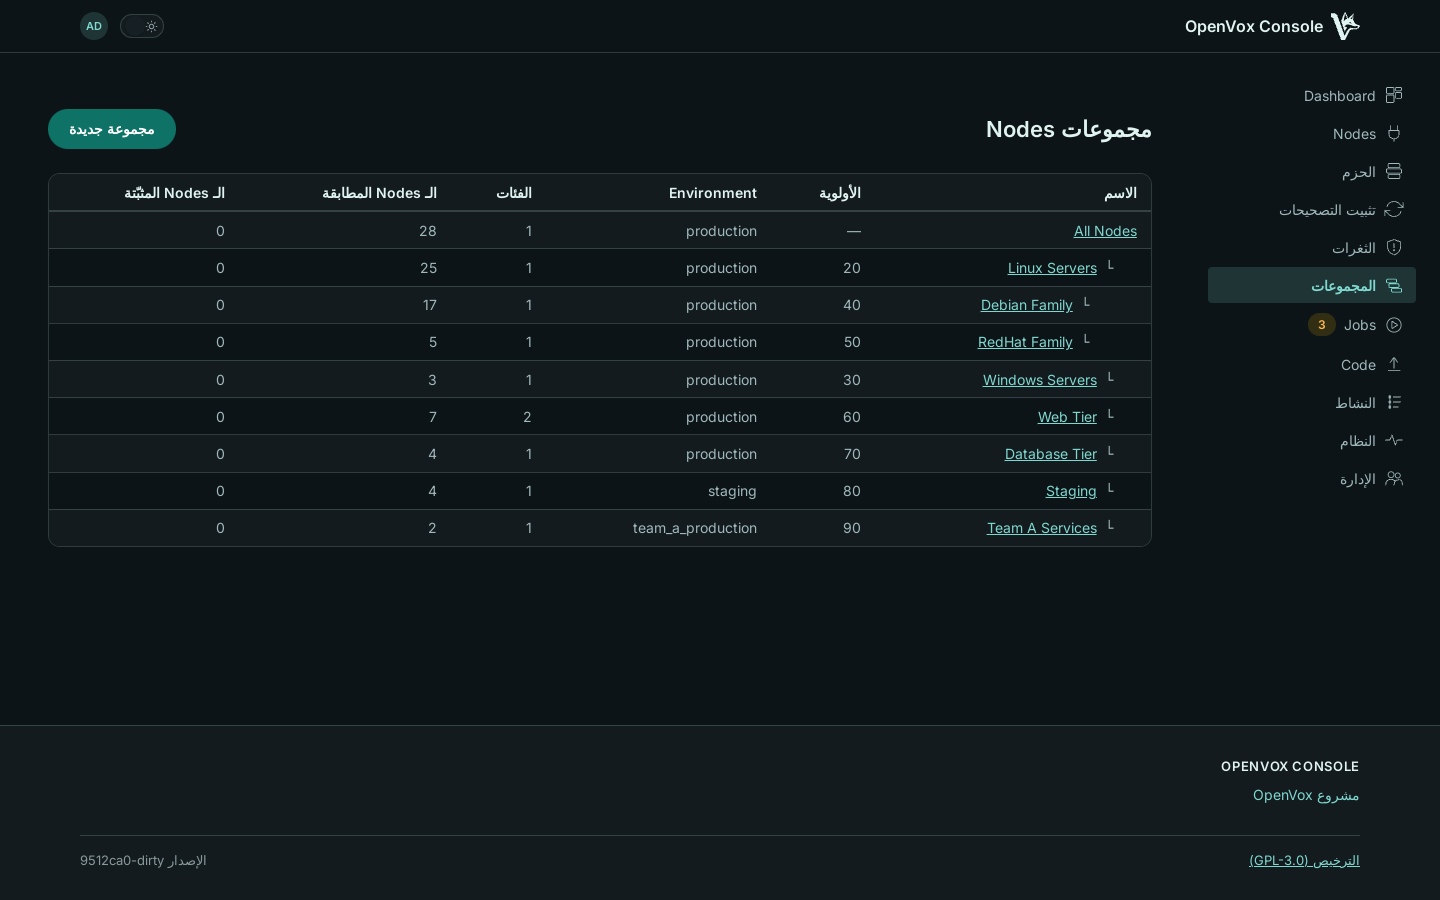 OpenVox Console
AD
Dashboard
Nodes
الحزم
تثبيت التصحيحات
الثغرات
المجموعات
Jobs 3
Code
النشاط
النظام
الإدارة
مجموعات Nodes
مجموعة جديدة
الاسم الأولوية Environment الفئات الـ Nodes المطابقة الـ Nodes المثبّتة
All Nodes — production 1 28 0
└ Linux Servers 20 production 1 25 0
└ Debian Family 40 production 1 17 0
└ RedHat Family 50 production 1 5 0
└ Windows Servers 30 production 1 3 0
└ Web Tier 60 production 2 7 0
└ Database Tier 70 production 1 4 0
└ Staging 80 staging 1 4 0
└ Team A Services 90 team_a_production 1 2 0
OPENVOX CONSOLE
مشروع OpenVox
الترخيص (GPL-3.0)
الإصدار 9512ca0-dirty